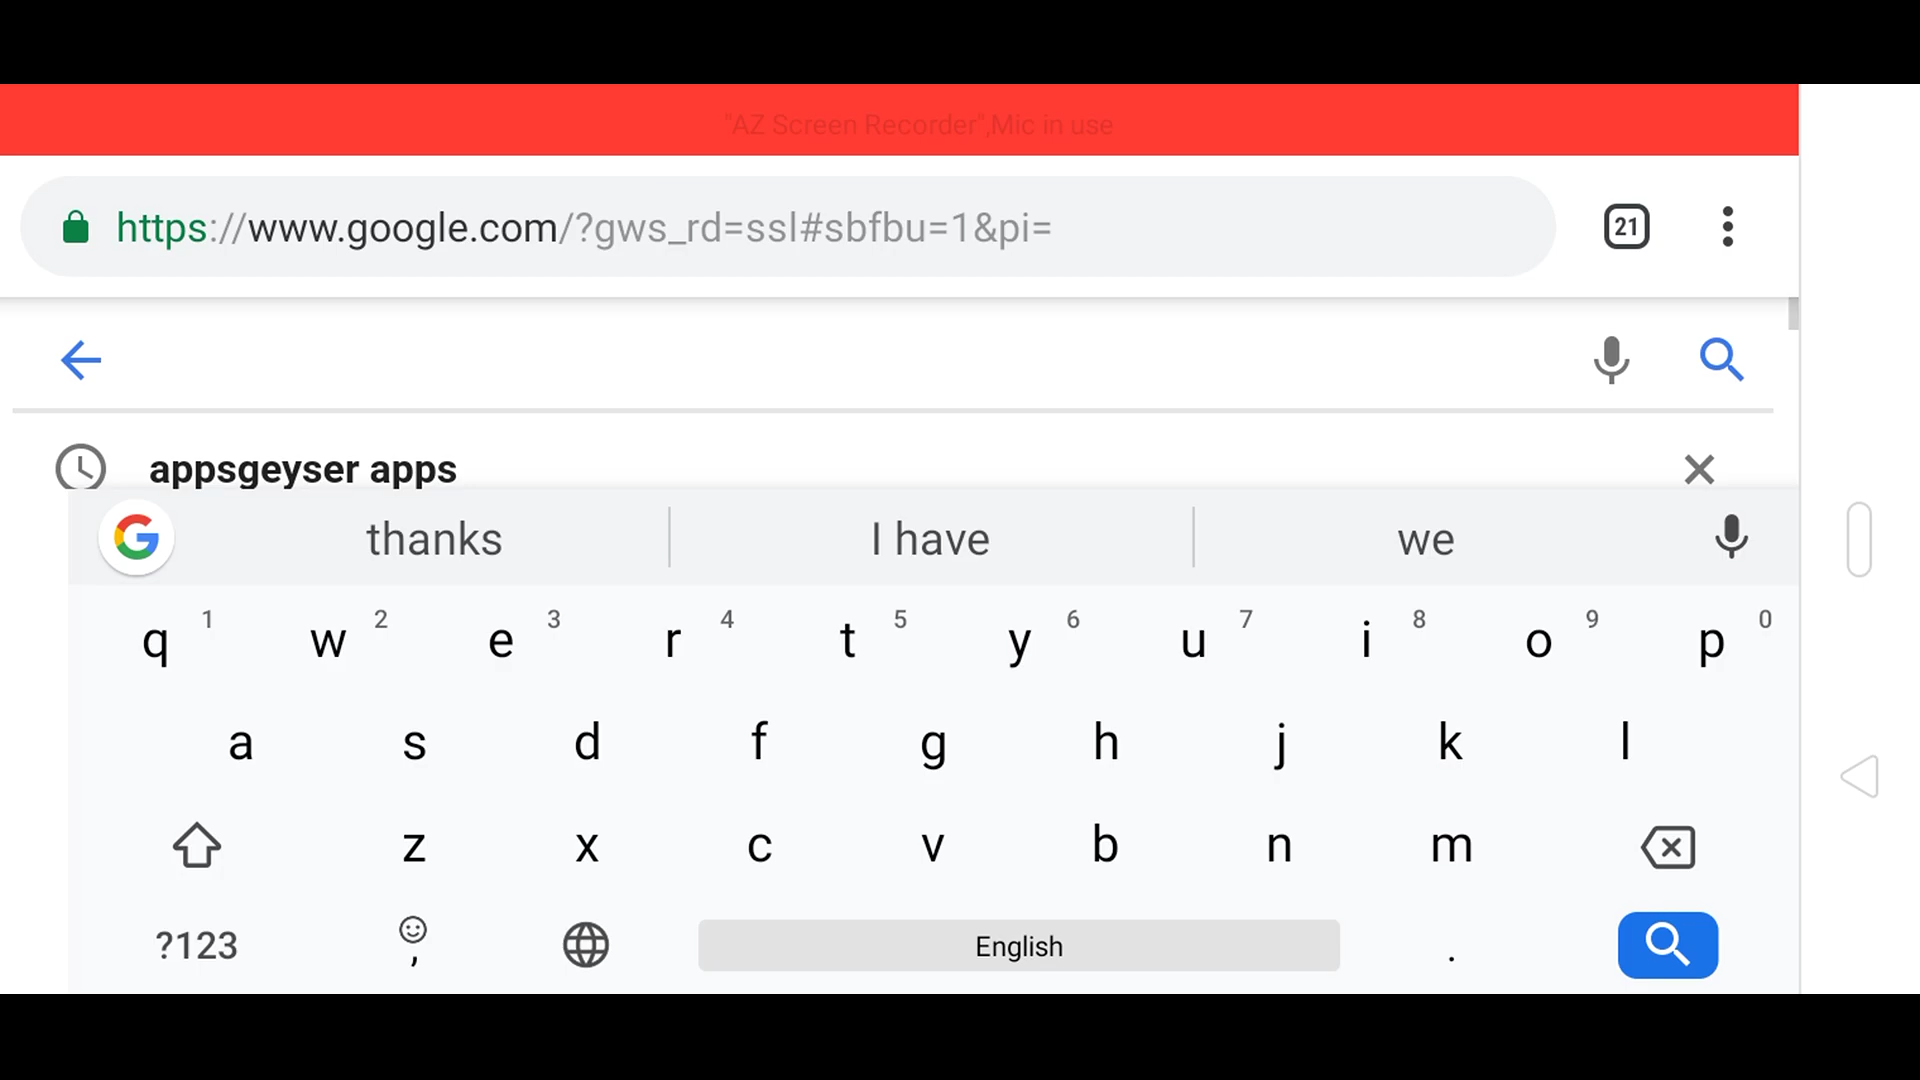 "AZ Screen Recorder",Mic in use
https://www.google.com/?gws_rd=ssl#sbfbu=1&pi=
21
appsgeyser apps
G
thanks I have we
q 1 w 2 e 3 r 4 t 5 y 6 u 7 i 8 o 9 p 0
a s d f g h j k l
z x c v b n m
?123 , English .